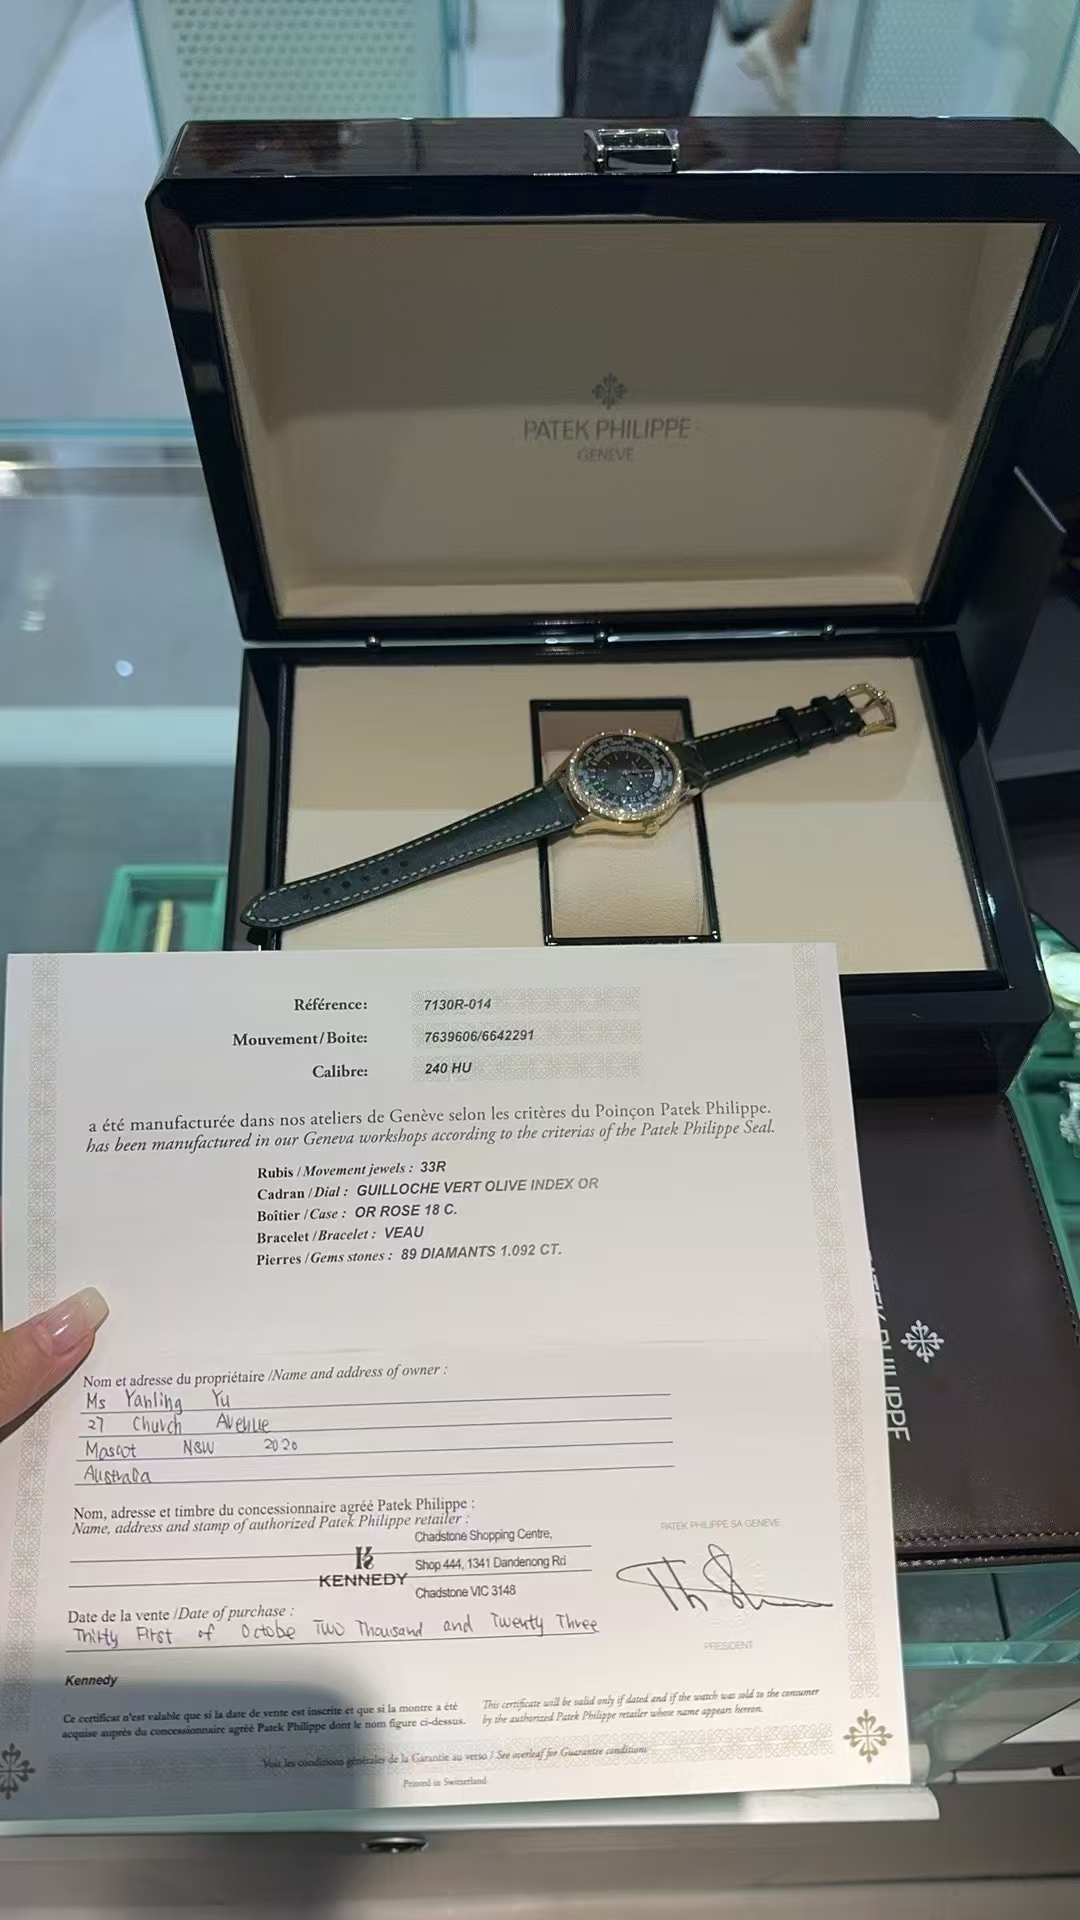 PATEK PHILIPPE
GENEVE
Référence: 7130R-014
Mouvement/Boite: 7639606/6642291
Calibre: 240 HU
a été manufacturée dans nos ateliers de Genève selon les critères du Poinçon Patek Philippe.
has been manufactured in our Geneva workshops according to the criterias of the Patek Philippe Seal.
Rubis / Movement jewels : 33R
Cadran / Dial : GUILLOCHE VERT OLIVE INDEX OR
Boîtier / Case : OR ROSE 18 C.
Bracelet / Bracelet : VEAU
Pierres / Gems stones : 89 DIAMANTS 1.092 CT.
Nom et adresse du propriétaire /Name and address of owner :
Ms Yanling Yu
27 Church Avenue
Mascot NSW 2020
Australia
Nom, adresse et timbre du concessionnaire agréé Patek Philippe :
Name, address and stamp of authorized Patek Philippe retailer :
KENNEDY
Chadstone Shopping Centre,
Shop 444, 1341 Dandenong Rd
Chadstone VIC 3148
PATEK PHILIPPE SA GENEVE
PRESIDENT
Date de la vente /Date of purchase :
Thirty First of Octobe Two Thousand and Twenty Three
Kennedy
Ce certificat n'est valable que si la date de vente est inscrite et que si la montre a été
acquise auprès du concessionnaire agréé Patek Philippe dont le nom figure ci-dessus.
This certificate will be valid only if dated and if the watch was sold to the consumer
by the authorized Patek Philippe retailer whose name appears hereon.
Voir les conditions générales de la Garantie au verso / See overleaf for Guarantee conditions
Printed in Switzerland
PATEK PHILIPPE